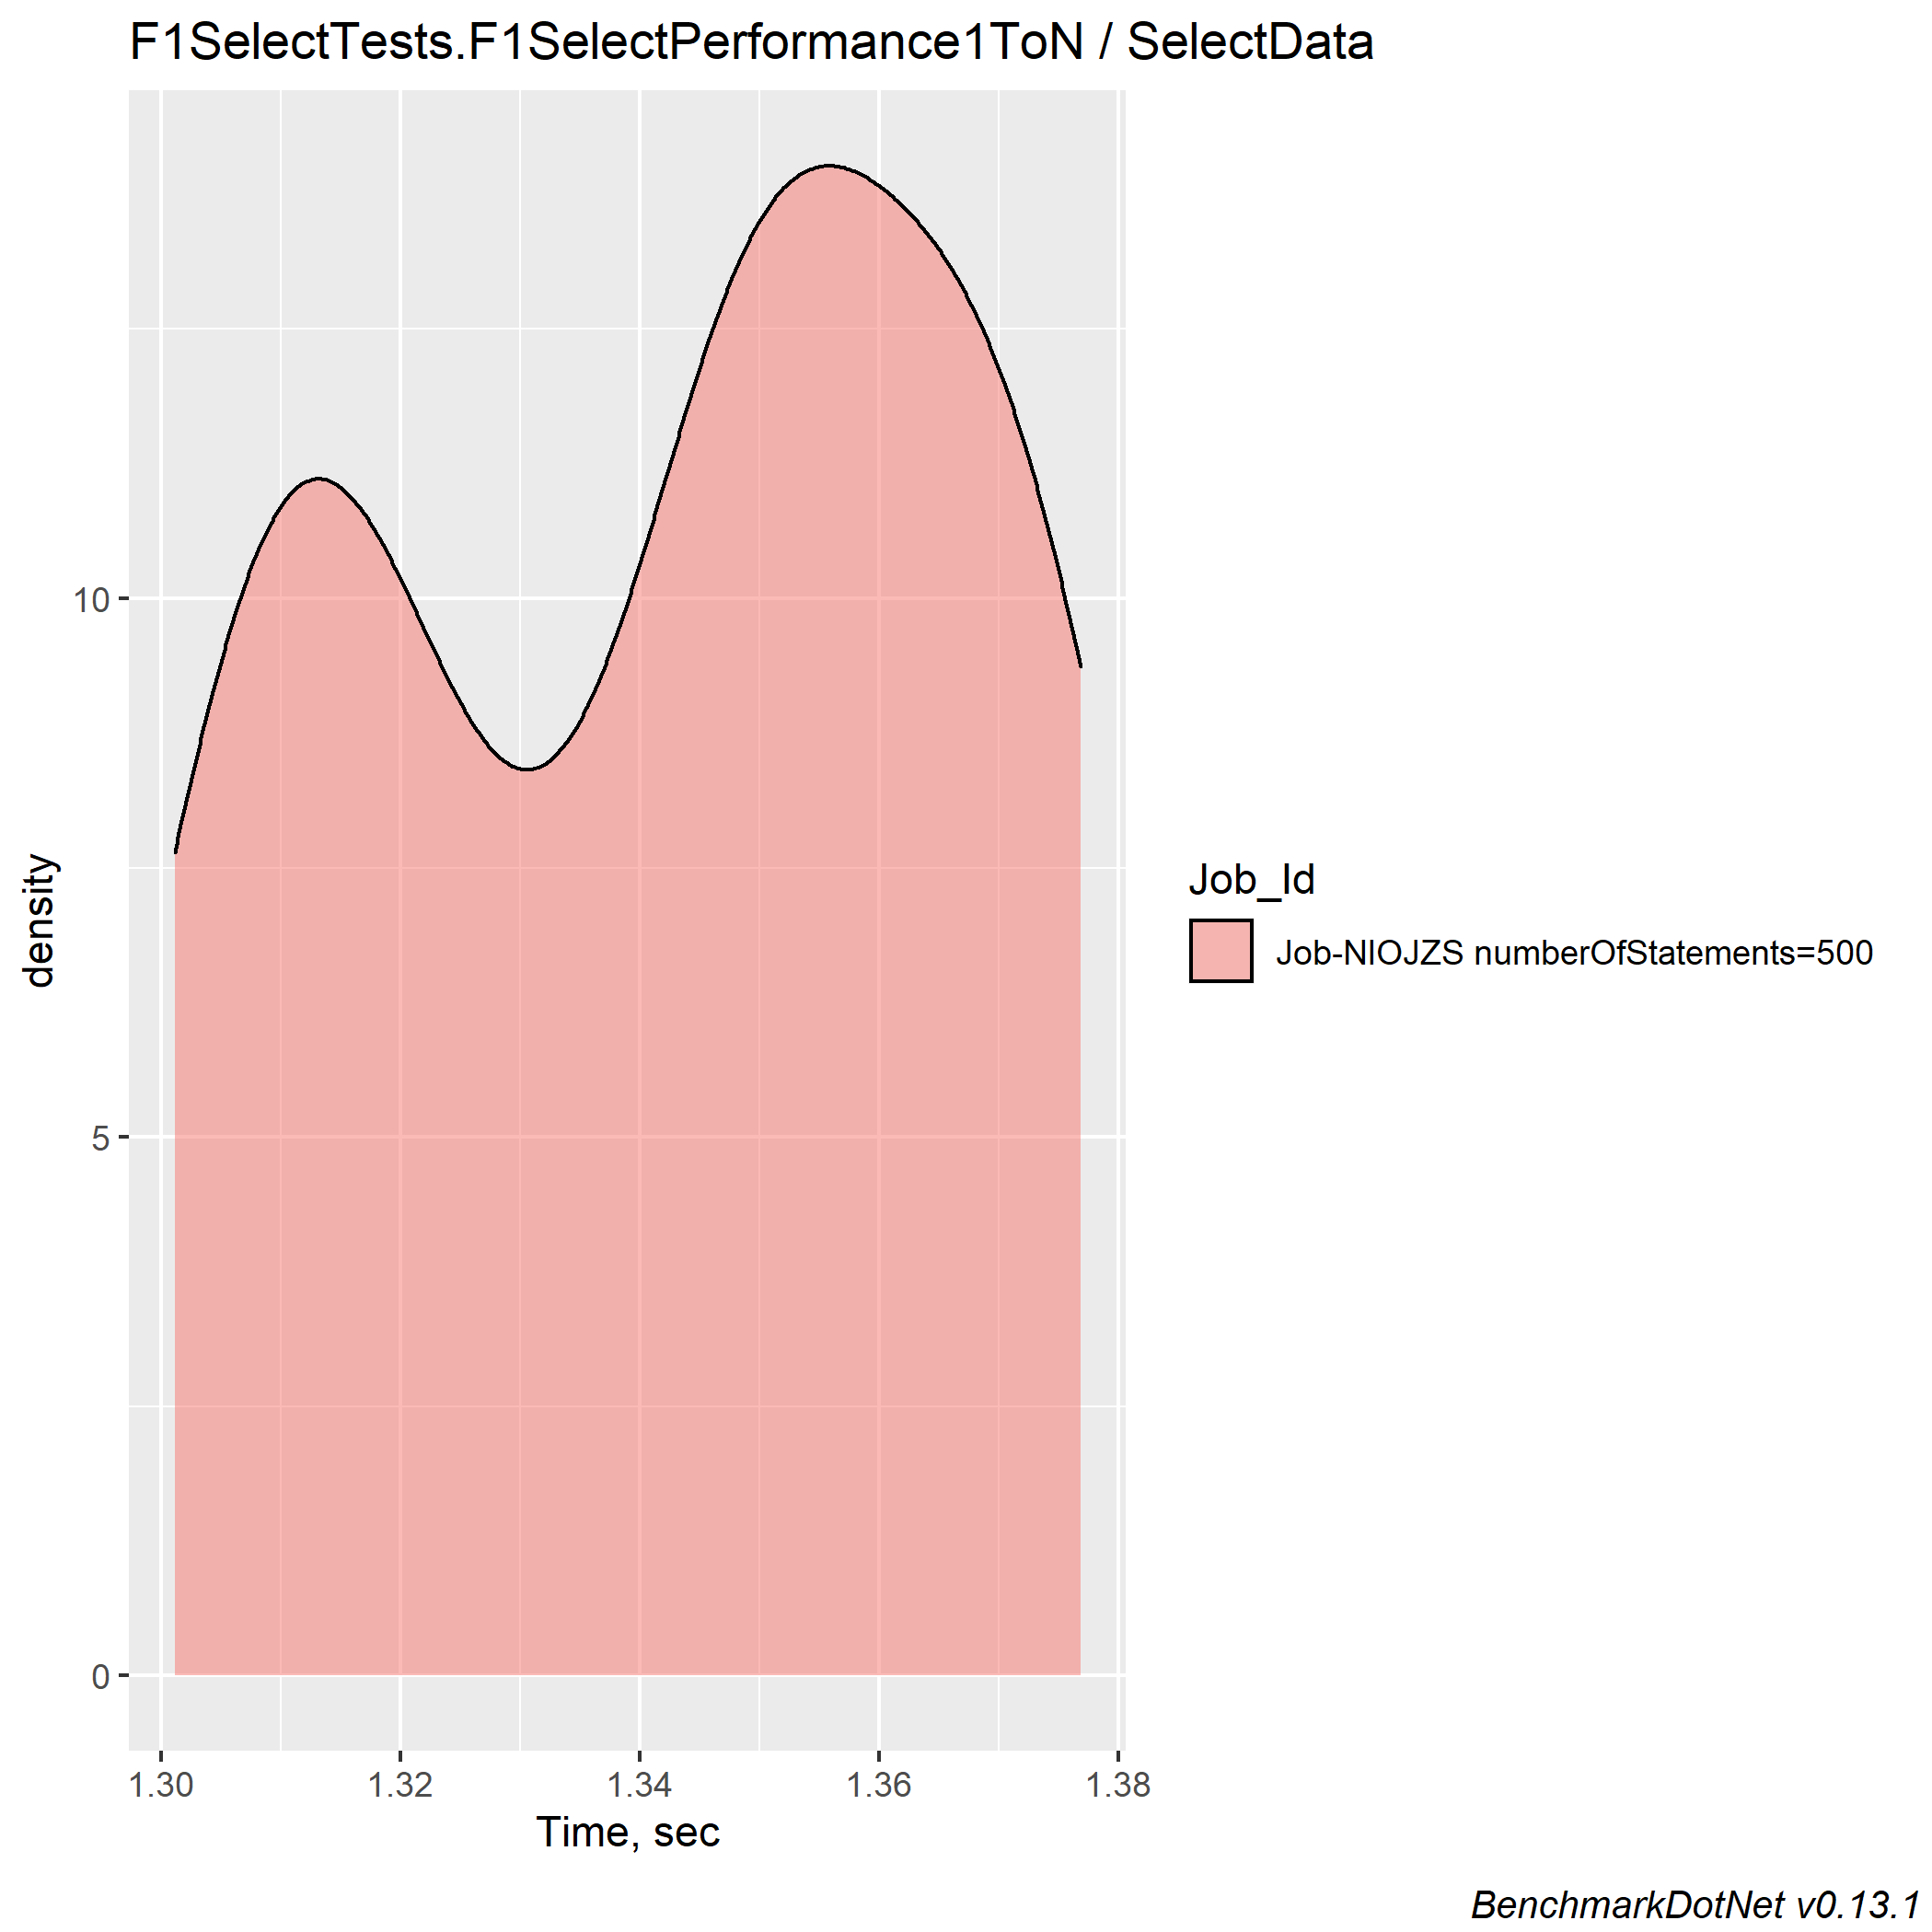 F1SelectTests.F1SelectPerformance1ToN / SelectData
density
10
5
0
1.30 1.32 1.34 1.36 1.38
Time, sec
Job_Id
Job-NIOJZS numberOfStatements=500
BenchmarkDotNet v0.13.1